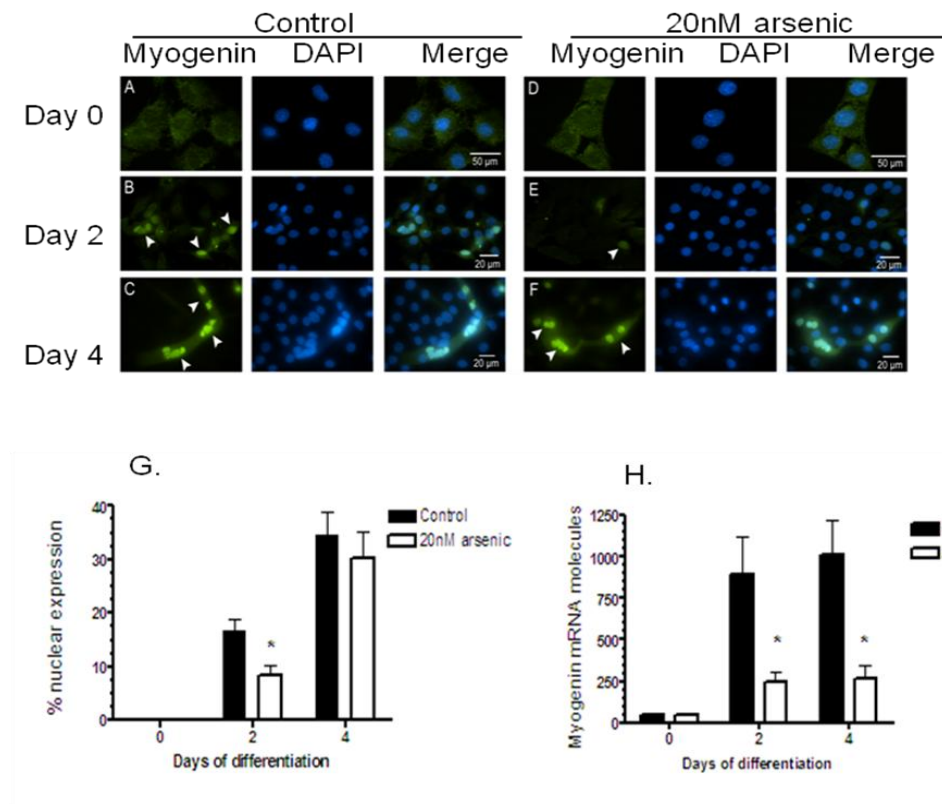 Control 20nM arsenic
Myogenin DAPI Merge Myogenin DAPI Merge
Day 0
A D
50 µm 50 µm
Day 2
B E
20 µm 20 µm
Day 4
C F
20 µm 20 µm
G.
% nuclear expression
40
30
20
10
0
0 2 4
Days of differentiation
Control
20nM arsenic
*
H.
Myogenin mRNA molecules
1250
1000
750
500
250
0
0 2 4
Days of differentiation
* *